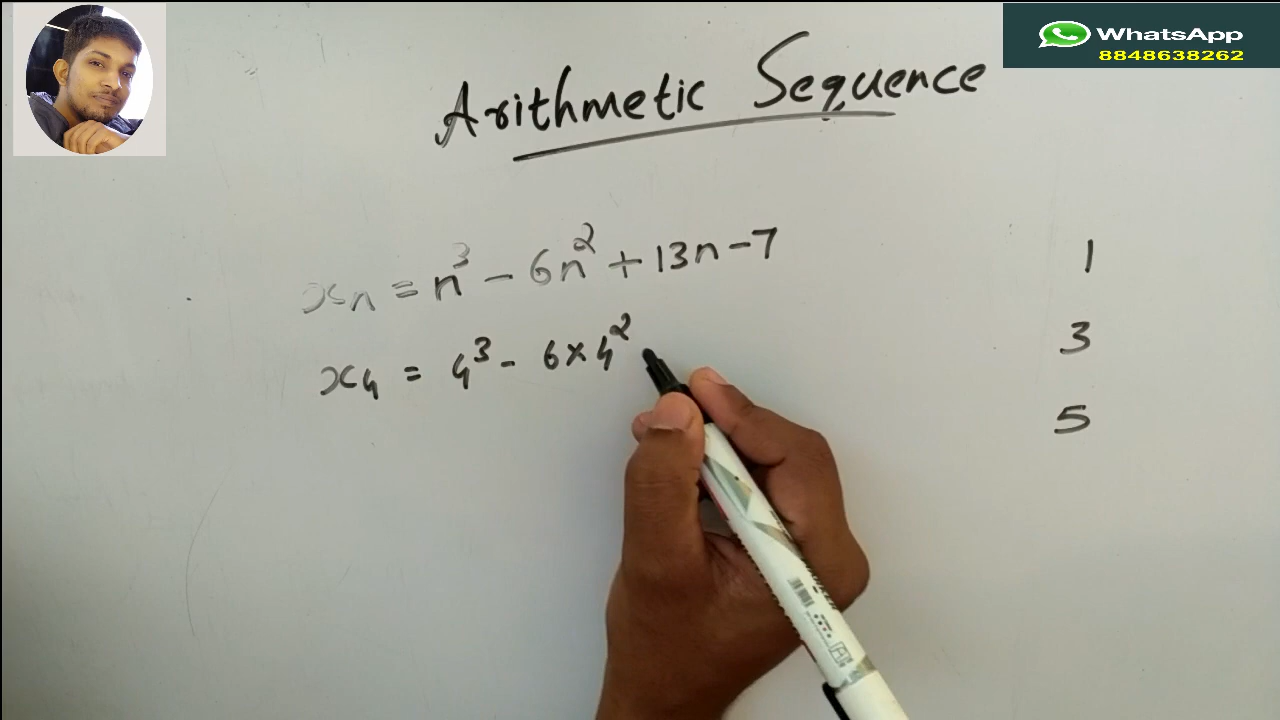 WhatsApp
8848638262
Arithmetic Sequence
xₙ = n³ - 6n² + 13n - 7
x₄ = 4³ - 6 × 4²
1
3
5